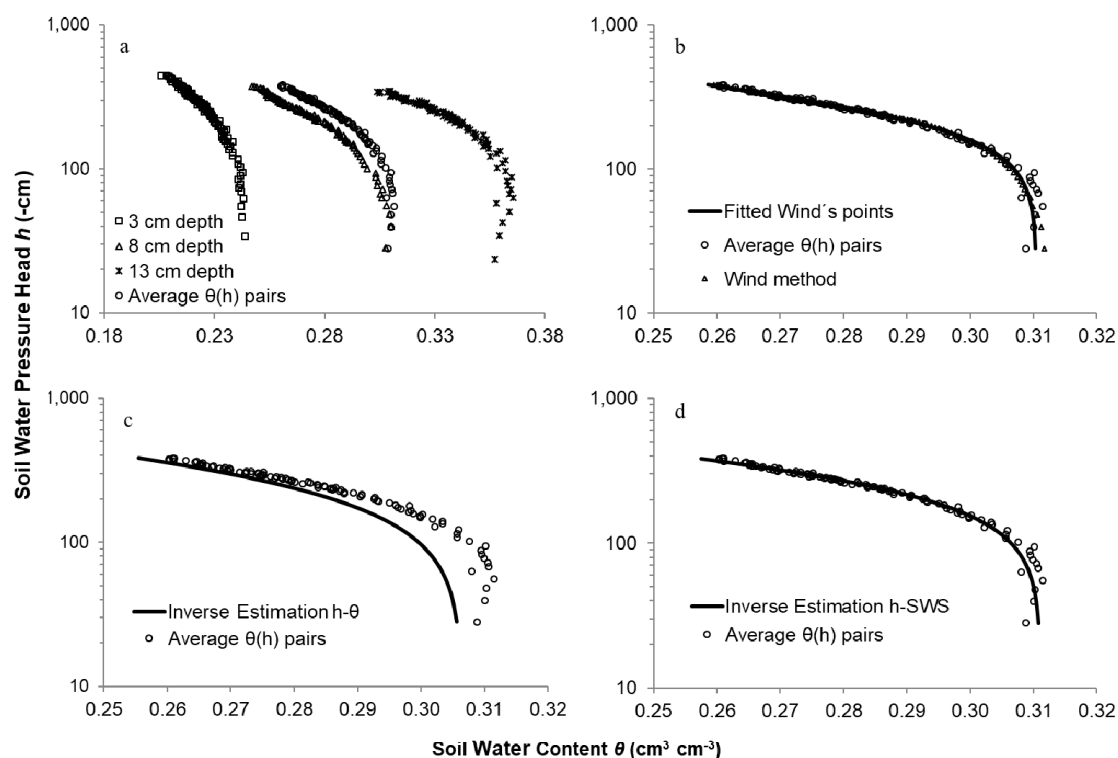 Soil Water Pressure Head h (-cm)
1,000
100
10
a
3 cm depth
8 cm depth
13 cm depth
Average θ(h) pairs
0.18 0.23 0.28 0.33 0.38
1,000
100
10
b
Fitted Wind´s points
Average θ(h) pairs
Wind method
0.25 0.26 0.27 0.28 0.29 0.30 0.31 0.32
1,000
100
10
c
Inverse Estimation h-θ
Average θ(h) pairs
0.25 0.26 0.27 0.28 0.29 0.30 0.31 0.32
1,000
100
10
d
Inverse Estimation h-SWS
Average θ(h) pairs
0.25 0.26 0.27 0.28 0.29 0.30 0.31 0.32
Soil Water Content θ (cm³ cm⁻³)